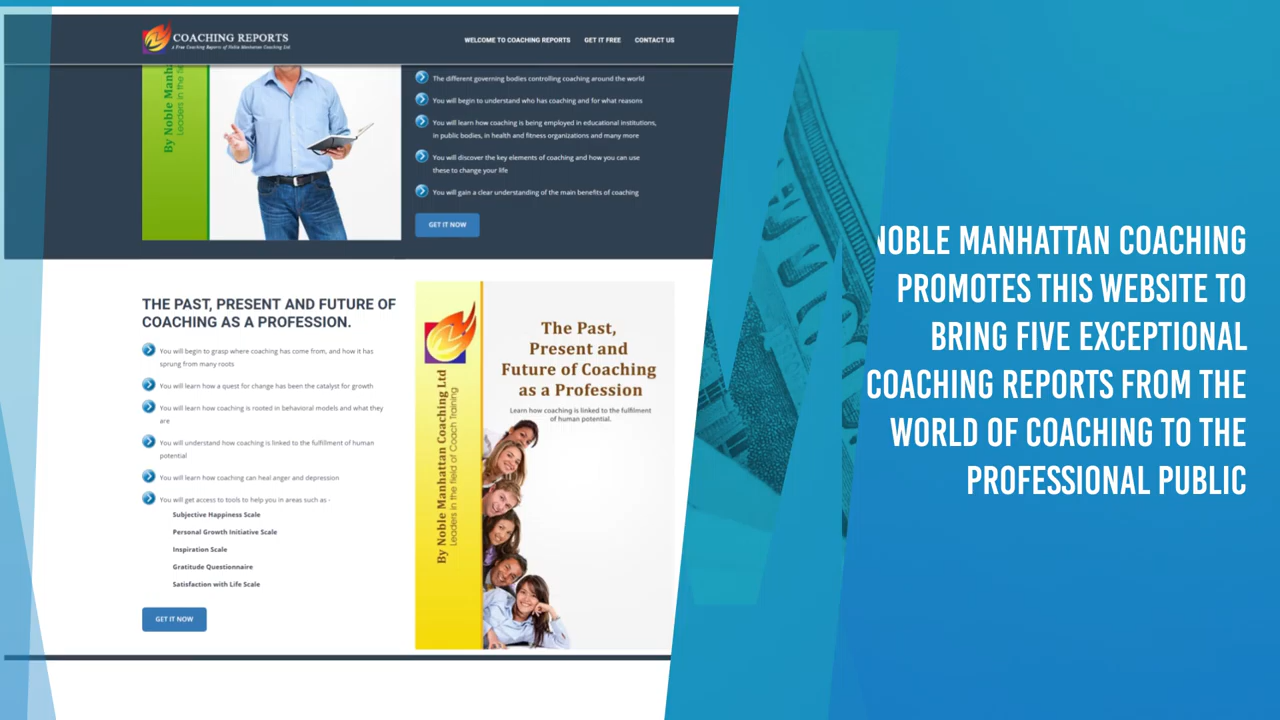 COACHING REPORTS
A Free Coaching Reports of Noble Manhattan Coaching Ltd
WELCOME TO COACHING REPORTS
GET IT FREE
CONTACT US
By Noble Manha
Leaders in the fie
The different governing bodies controlling coaching around the world
You will begin to understand who has coaching and for what reasons
You will learn how coaching is being employed in educational institutions,
in public bodies, in health and fitness organizations and many more
You will discover the key elements of coaching and how you can use
these to change your life
You will gain a clear understanding of the main benefits of coaching
GET IT NOW
THE PAST, PRESENT AND FUTURE OF
COACHING AS A PROFESSION.
You will begin to grasp where coaching has come from, and how it has
sprung from many roots
You will learn how a quest for change has been the catalyst for growth
You will learn how coaching is rooted in behavioral models and what they
are
You will understand how coaching is linked to the fulfillment of human
potential
You will learn how coaching can heal anger and depression
You will get access to tools to help you in areas such as -
Subjective Happiness Scale
Personal Growth Initiative Scale
Inspiration Scale
Gratitude Questionnaire
Satisfaction with Life Scale
GET IT NOW
By Noble Manhattan Coaching Ltd
Leaders in the field of Coach Training
The Past,
Present and
Future of Coaching
as a Profession
Learn how coaching is linked to the fulfilment
of human potential.
NOBLE MANHATTAN COACHING
PROMOTES THIS WEBSITE TO
BRING FIVE EXCEPTIONAL
COACHING REPORTS FROM THE
WORLD OF COACHING TO THE
PROFESSIONAL PUBLIC